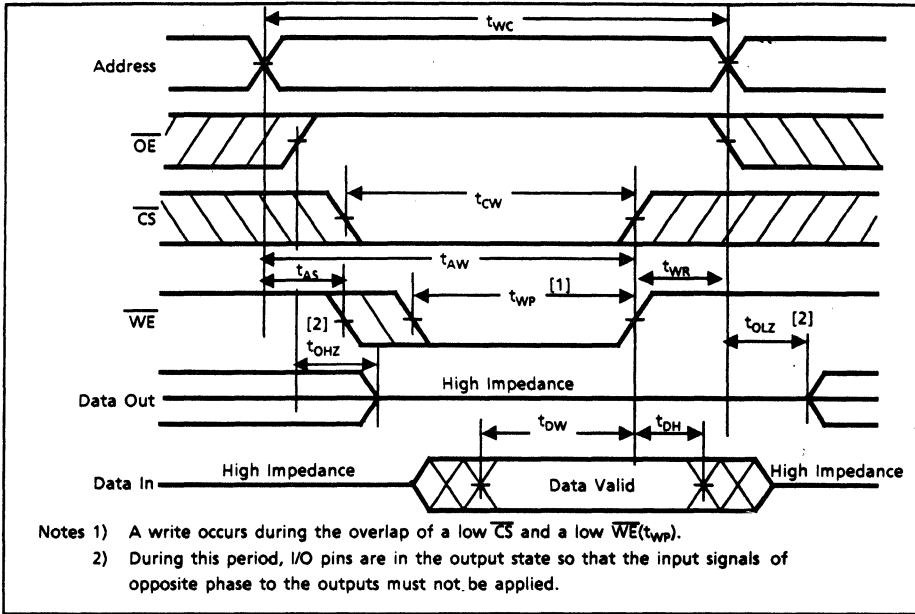 tWC
Address
OE
CS
tCW
tAW
tAS
tWR
tWP [1]
WE
[2]
tOHZ
tOLZ [2]
High Impedance
Data Out
tDW
tDH
High Impedance
High Impedance
Data In
Data Valid
Notes 1) A write occurs during the overlap of a low CS and a low WE(tWP).
2) During this period, I/O pins are in the output state so that the input signals of
opposite phase to the outputs must not be applied.